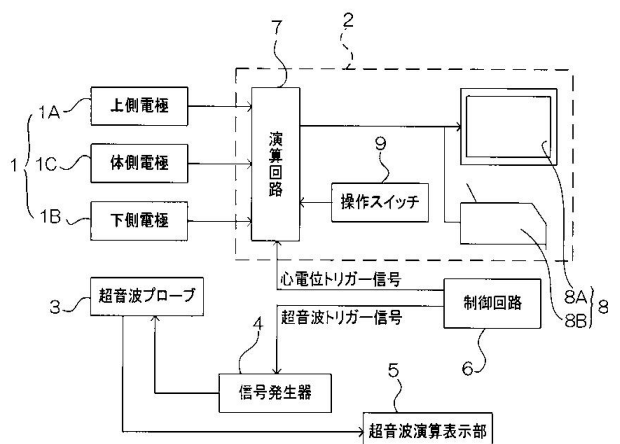 2
7
1A
上側電極
1
1C
体側電極
演算回路
9
操作スイッチ
1B
下側電極
8A
8B
8
心電位トリガー信号
3
超音波プローブ
制御回路
超音波トリガー信号
6
4
信号発生器
5
超音波演算表示部